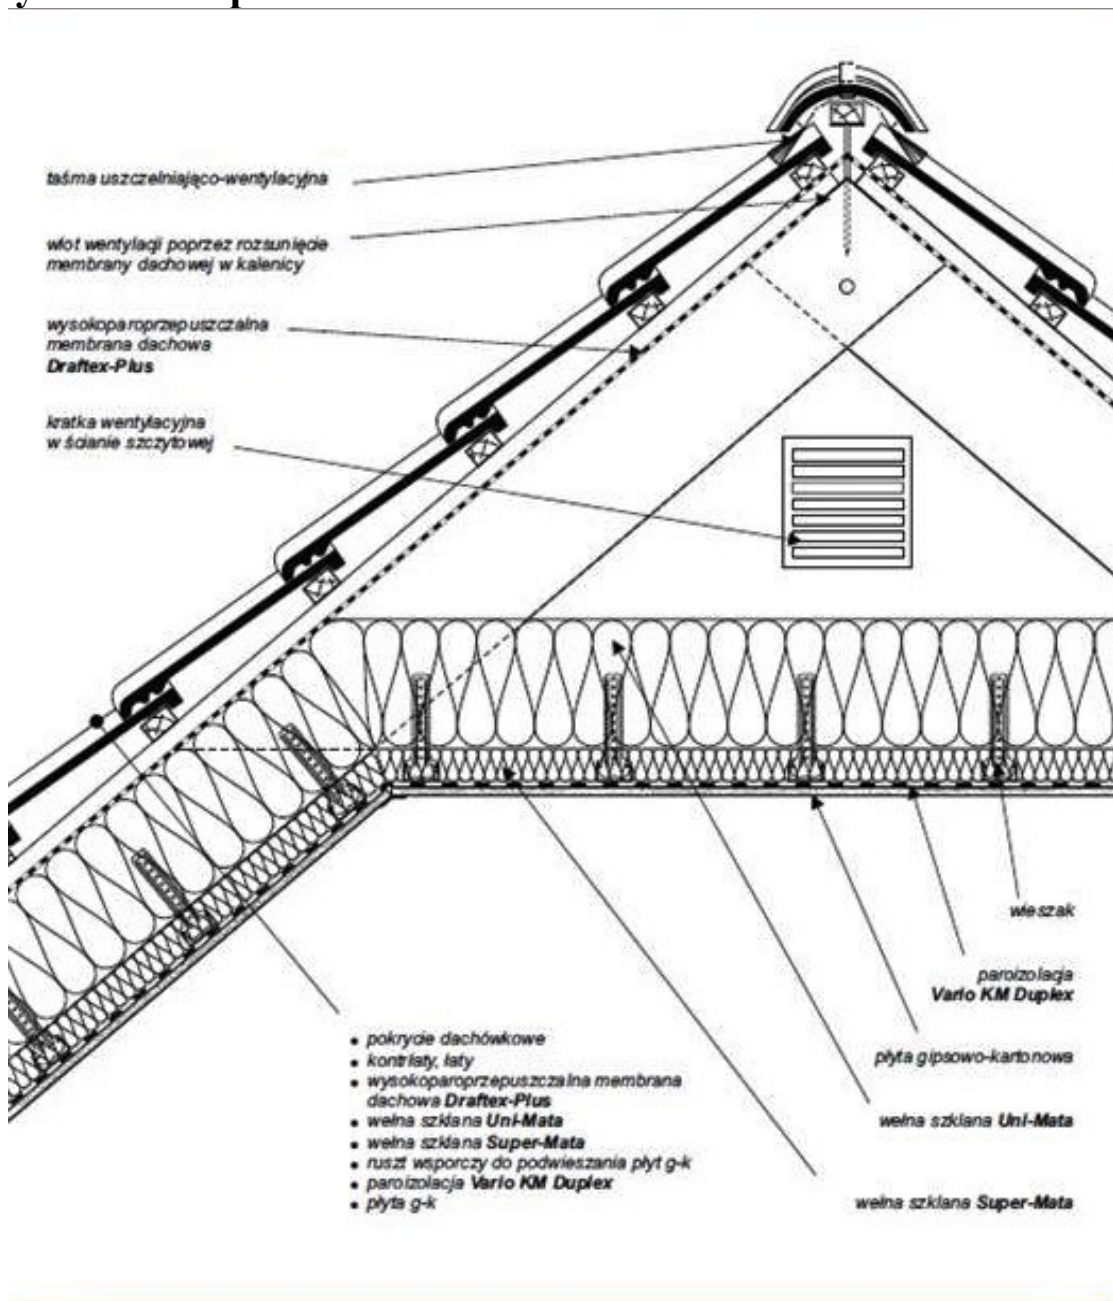 taśma uszczelniająco-wentylacyjna
wlot wentylacji poprzez rozsunięcie
membrany dachowej w kalenicy
wysokoparoprzepuszczalna
membrana dachowa
Draftex-Plus
kratka wentylacyjna
w ścianie szczytowej
wieszak
paroizolacja
Vario KM Duplex
płyta gipsowo-kartonowa
wełna szklana Uni-Mata
wełna szklana Super-Mata
• pokrycie dachówkowe
• kontrłaty, łaty
• wysokoparoprzepuszczalna membrana
dachowa Draftex-Plus
• wełna szklana Uni-Mata
• wełna szklana Super-Mata
• ruszt wsporczy do podwieszania płyt g-k
• paroizolacja Vario KM Duplex
• płyta g-k